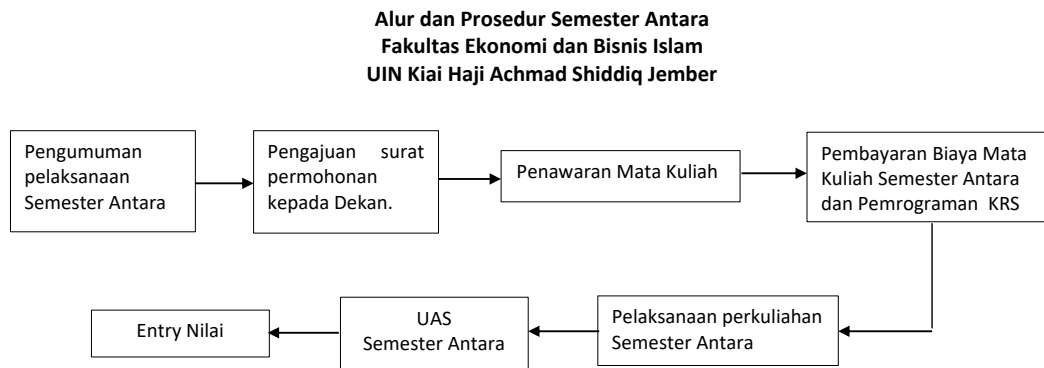 Alur dan Prosedur Semester Antara
Fakultas Ekonomi dan Bisnis Islam
UIN Kiai Haji Achmad Shiddiq Jember
Pengumuman
pelaksanaan
Semester Antara
Pengajuan surat
permohonan
kepada Dekan.
Penawaran Mata Kuliah
Pembayaran Biaya Mata
Kuliah Semester Antara
dan Pemrograman KRS
Pelaksanaan perkuliahan
Semester Antara
UAS
Semester Antara
Entry Nilai